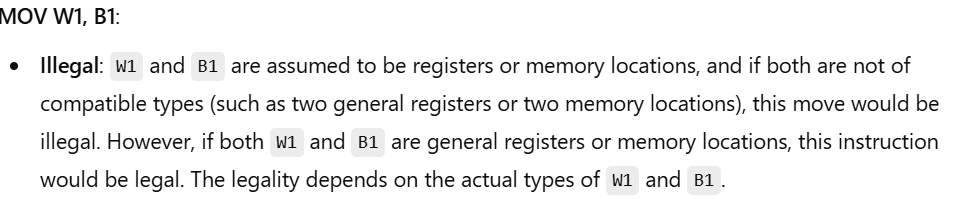 MOV W1, B1:
• Illegal: W1 and B1 are assumed to be registers or memory locations, and if both are not of
compatible types (such as two general registers or two memory locations), this move would be
illegal. However, if both W1 and B1 are general registers or memory locations, this instruction
would be legal. The legality depends on the actual types of W1 and B1.